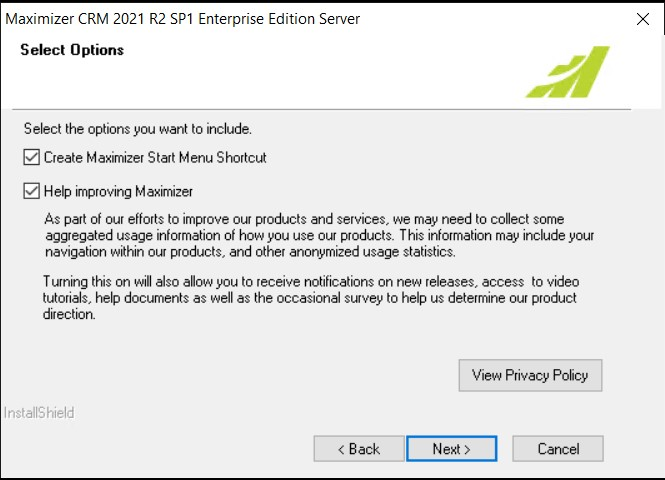 Maximizer CRM 2021 R2 SP1 Enterprise Edition Server
Select Options
Select the options you want to include.
Create Maximizer Start Menu Shortcut
Help improving Maximizer
As part of our efforts to improve our products and services, we may need to collect some
aggregated usage information of how you use our products. This information may include your
navigation within our products, and other anonymized usage statistics.
Turning this on will also allow you to receive notifications on new releases, access  to video
tutorials, help documents as well as the occasional survey to help us determine our product
direction.
View Privacy Policy
InstallShield
< Back
Next >
Cancel